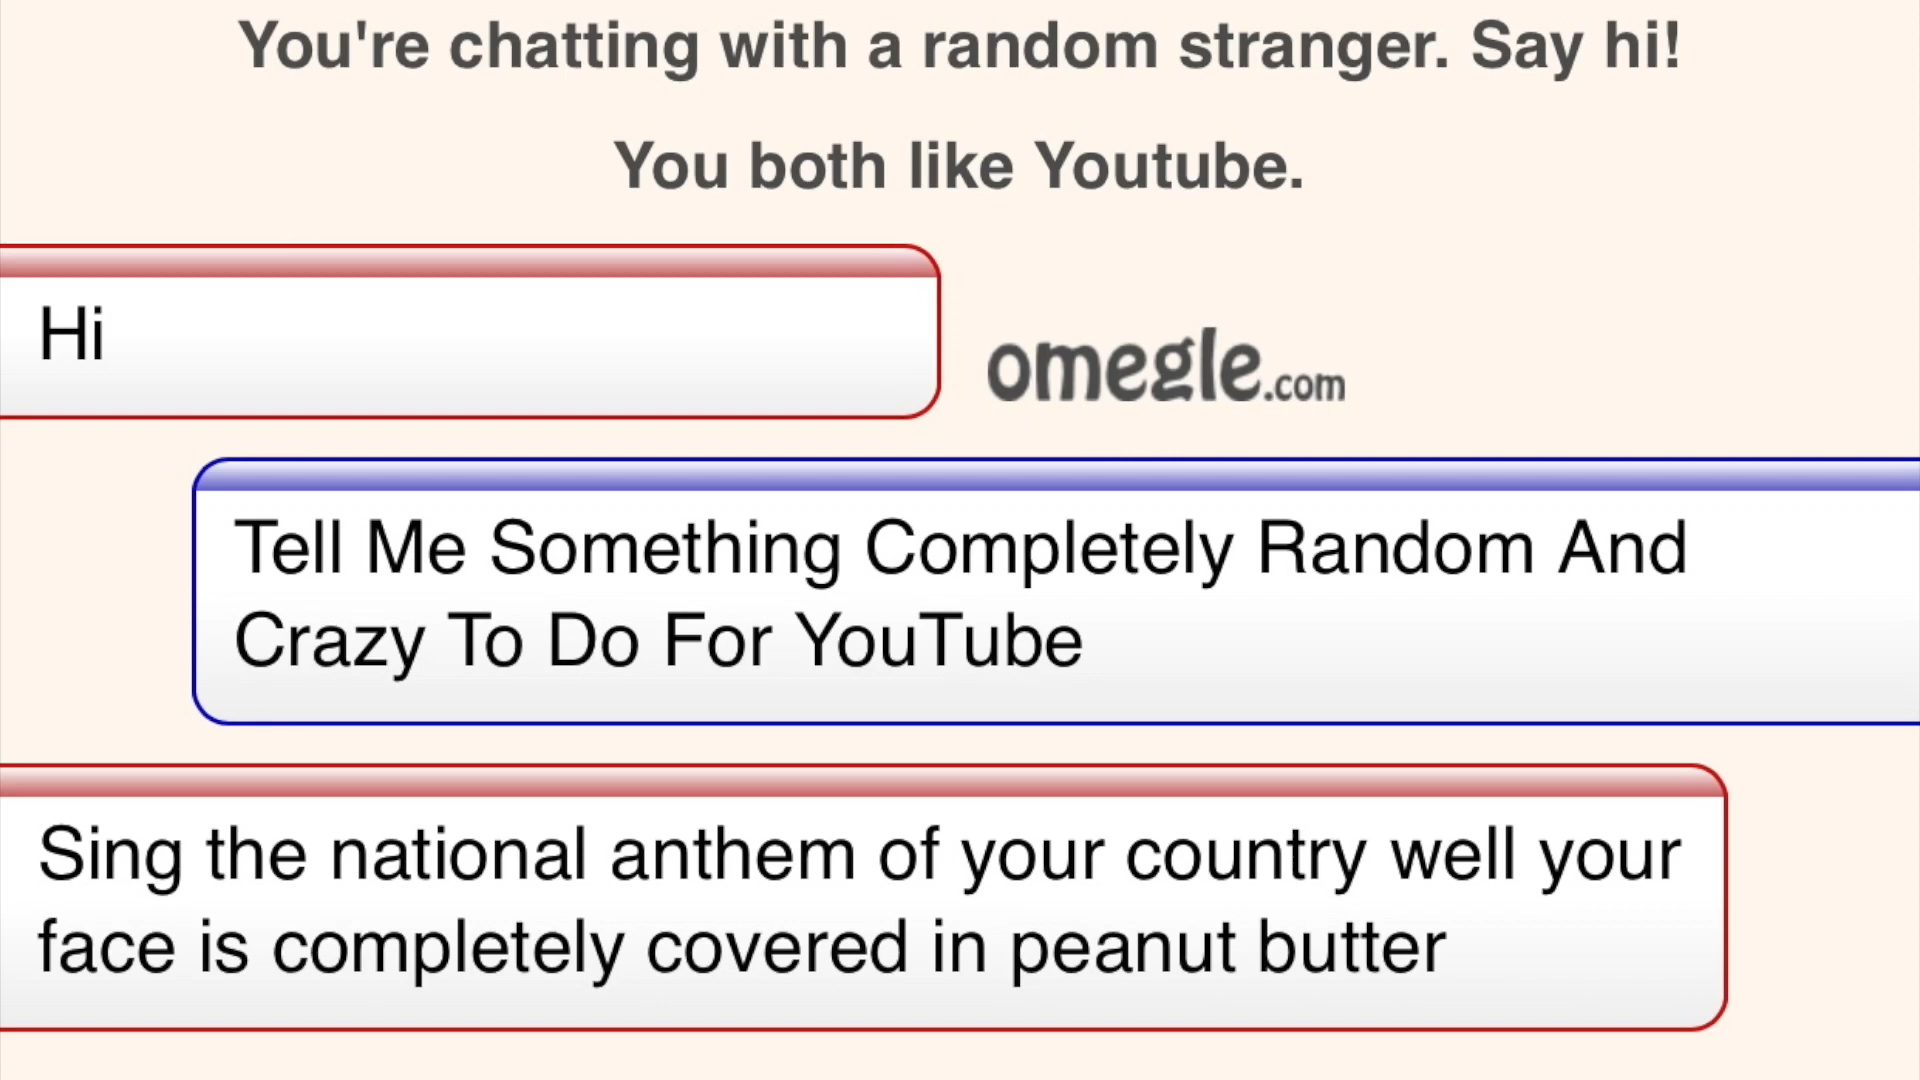 You're chatting with a random stranger. Say hi!
You both like Youtube.
Hi
omegle.com
Tell Me Something Completely Random And
Crazy To Do For YouTube
Sing the national anthem of your country well your
face is completely covered in peanut butter